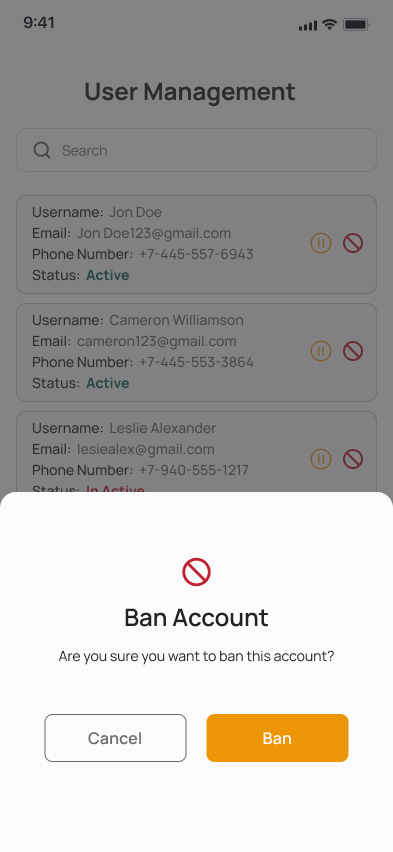 9:41
User Management
Search
Username: Jon Doe
Email: Jon Doe123@gmail.com
Phone Number: +7-445-557-6943
Status: Active
Username: Cameron Williamson
Email: cameron123@gmail.com
Phone Number: +7-445-553-3864
Status: Active
Username: Leslie Alexander
Email: lesiealex@gmail.com
Phone Number: +7-940-555-1217
Status: In Active
Ban Account
Are you sure you want to ban this account?
Cancel
Ban